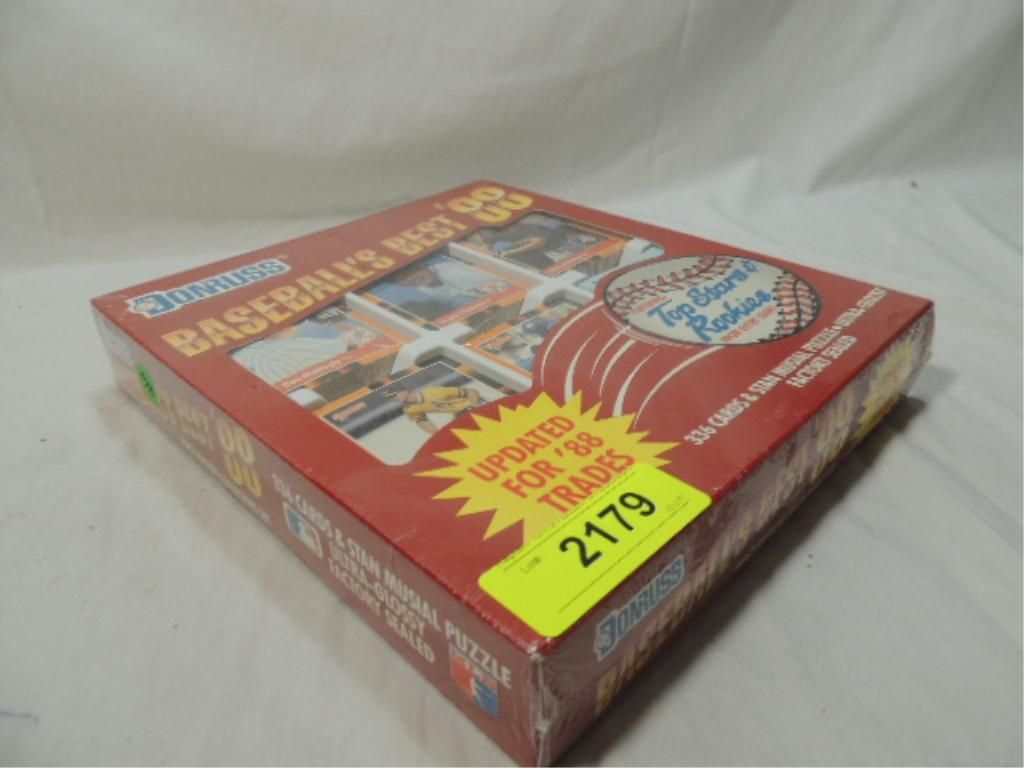 DONRUSS
BASEBALL'S BEST '88
Top Stars &
Rookies
336 CARDS & STAN MUSIAL PUZZLE • ULTRA-GLOSSY
FACTORY SEALED
UPDATED
FOR '88
TRADES
2179
336 CARDS & STAN MUSIAL PUZZLE
ULTRA-GLOSSY
FACTORY SEALED
DONRUSS